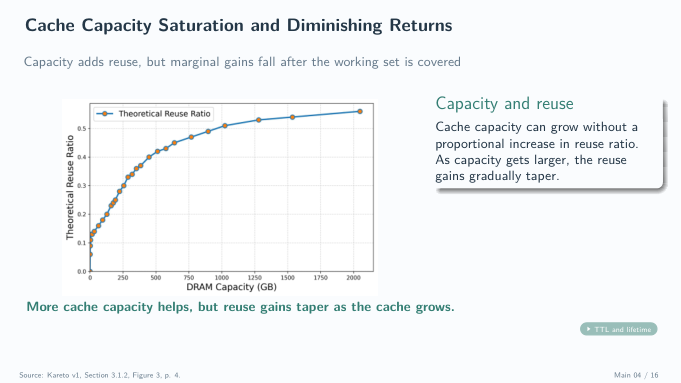 Cache Capacity Saturation and Diminishing Returns
Capacity adds reuse, but marginal gains fall after the working set is covered
Theoretical Reuse Ratio
Theoretical Reuse Ratio
0.5
0.4
0.3
0.2
0.1
0.0
0 250 500 750 1000 1250 1500 1750 2000
DRAM Capacity (GB)
Capacity and reuse
Cache capacity can grow without a
proportional increase in reuse ratio.
As capacity gets larger, the reuse
gains gradually taper.
More cache capacity helps, but reuse gains taper as the cache grows.
TTL and lifetime
Source: Kareto v1, Section 3.1.2, Figure 3, p. 4.
Main 04 / 16